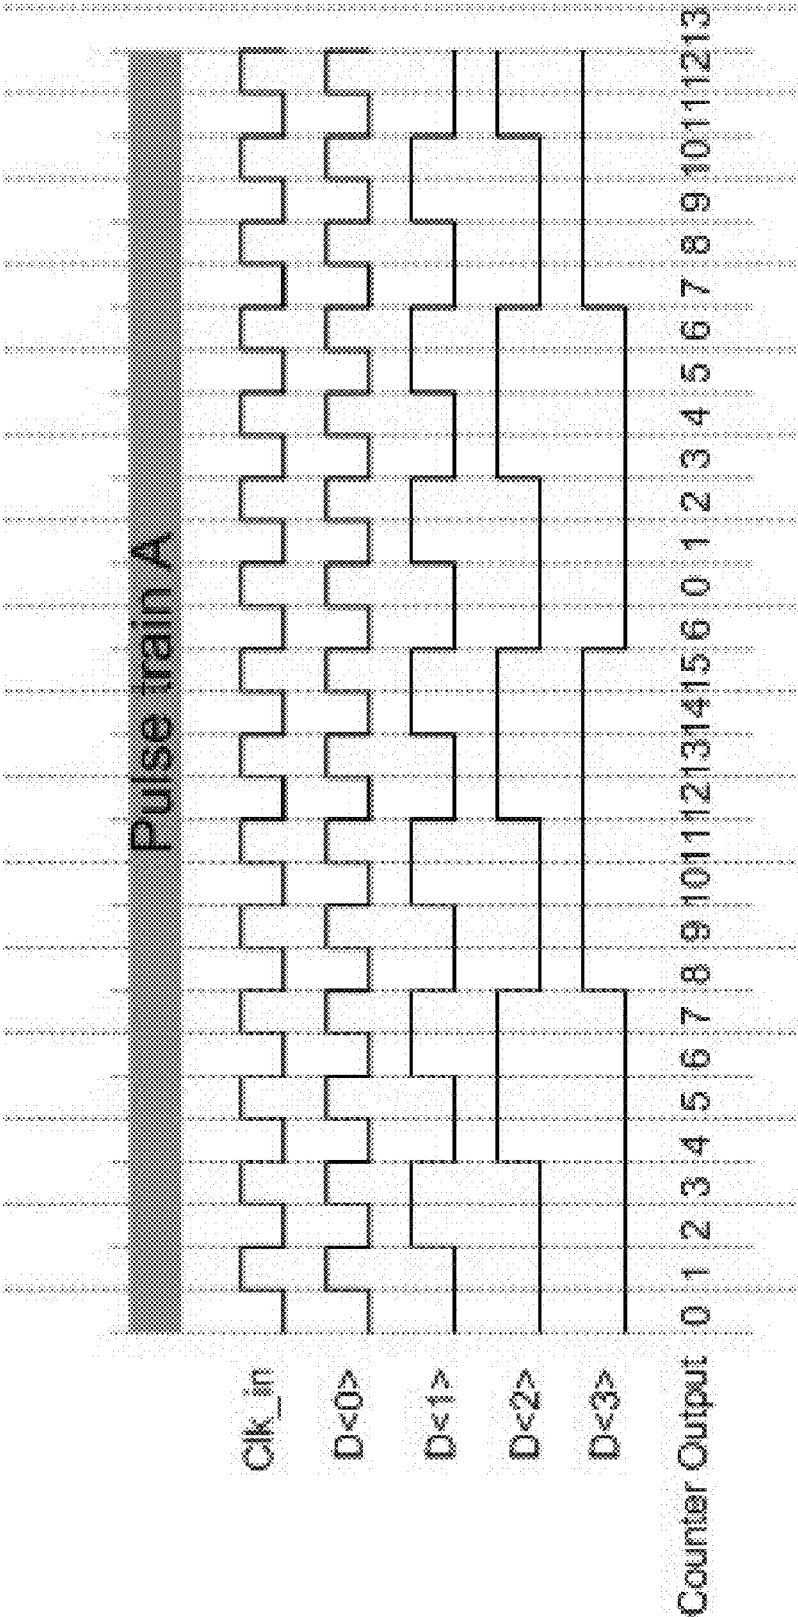 Pulse train A
Clk_in
D<0>
D<1>
D<2>
D<3>
Counter Output 0 1 2 3 4 5 6 7 8 9 10 11 12 13 14 15 6 0 1 2 3 4 5 6 7 8 9 10 11 12 13